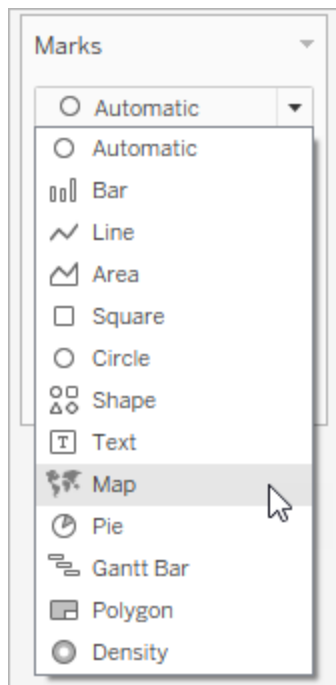 Marks
Automatic
Automatic
Bar
Line
Area
Square
Circle
Shape
T Text
Map
Pie
Gantt Bar
Polygon
Density